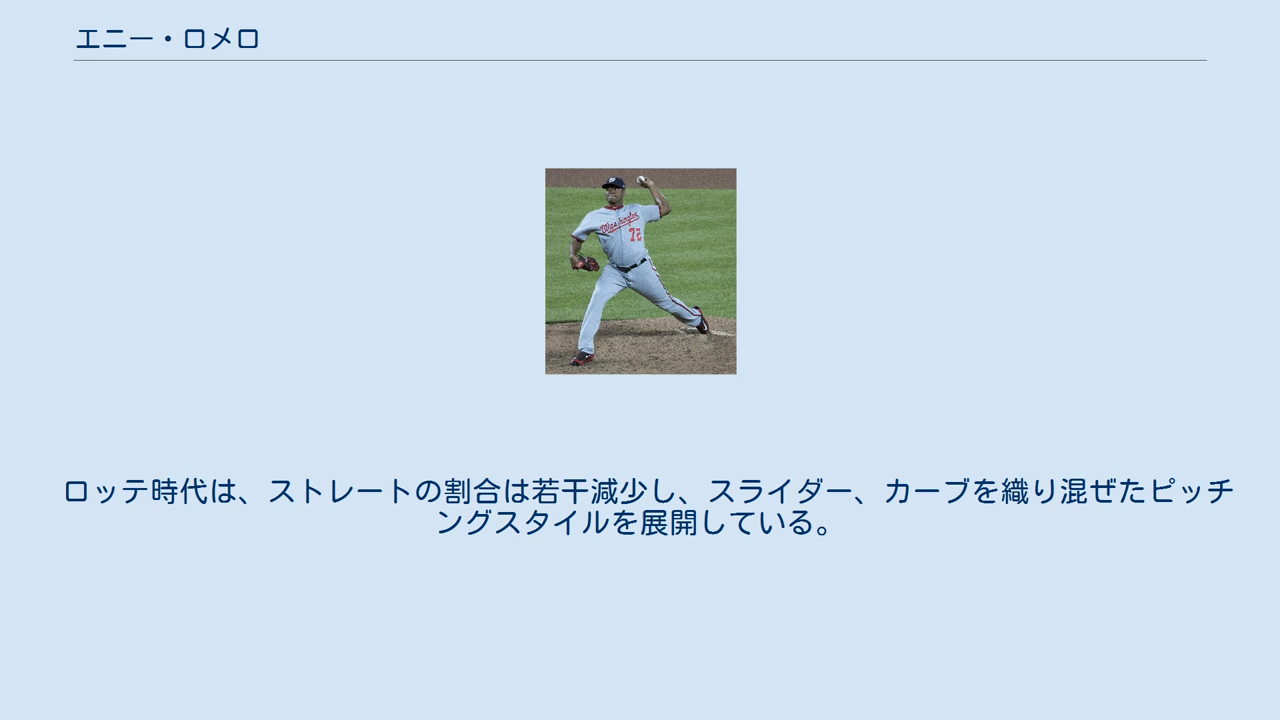 エニー・ロメロ
Washington
72
ロッテ時代は、ストレートの割合は若干減少し、スライダー、カーブを織り混ぜたピッチ
ングスタイルを展開している。